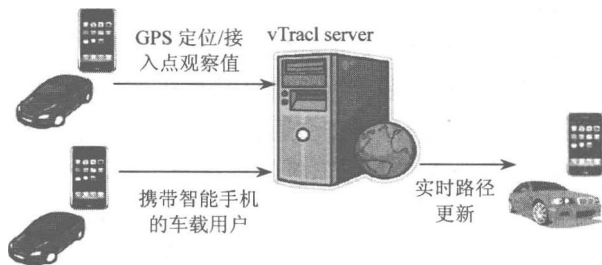 GPS 定位/接
入点观察值
vTracl server
携带智能手机
的车载用户
实时路径
更新